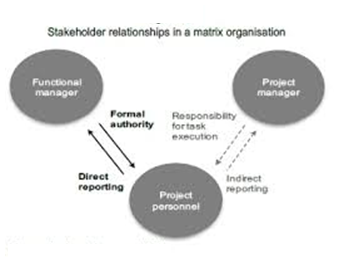 Stakeholder relationships in a matrix organisation
Functional
manager
Project
manager
Formal
authority
Responsibility
for task
execution
Direct
reporting
Indirect
reporting
Project
personnel